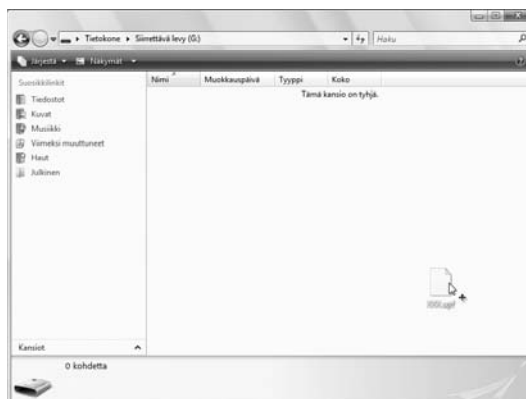 Tietokone ▸ Siirrettävä levy (G:)
Haku
Järjestä
Näkymät
Suosikkilinkit
Nimi
Muokkauspäivä
Tyyppi
Koko
Tämä kansio on tyhjä.
Tiedostot
Kuvat
Musiikki
Viimeksi muuttuneet
Haut
Julkinen
Kansiot
0 kohdetta